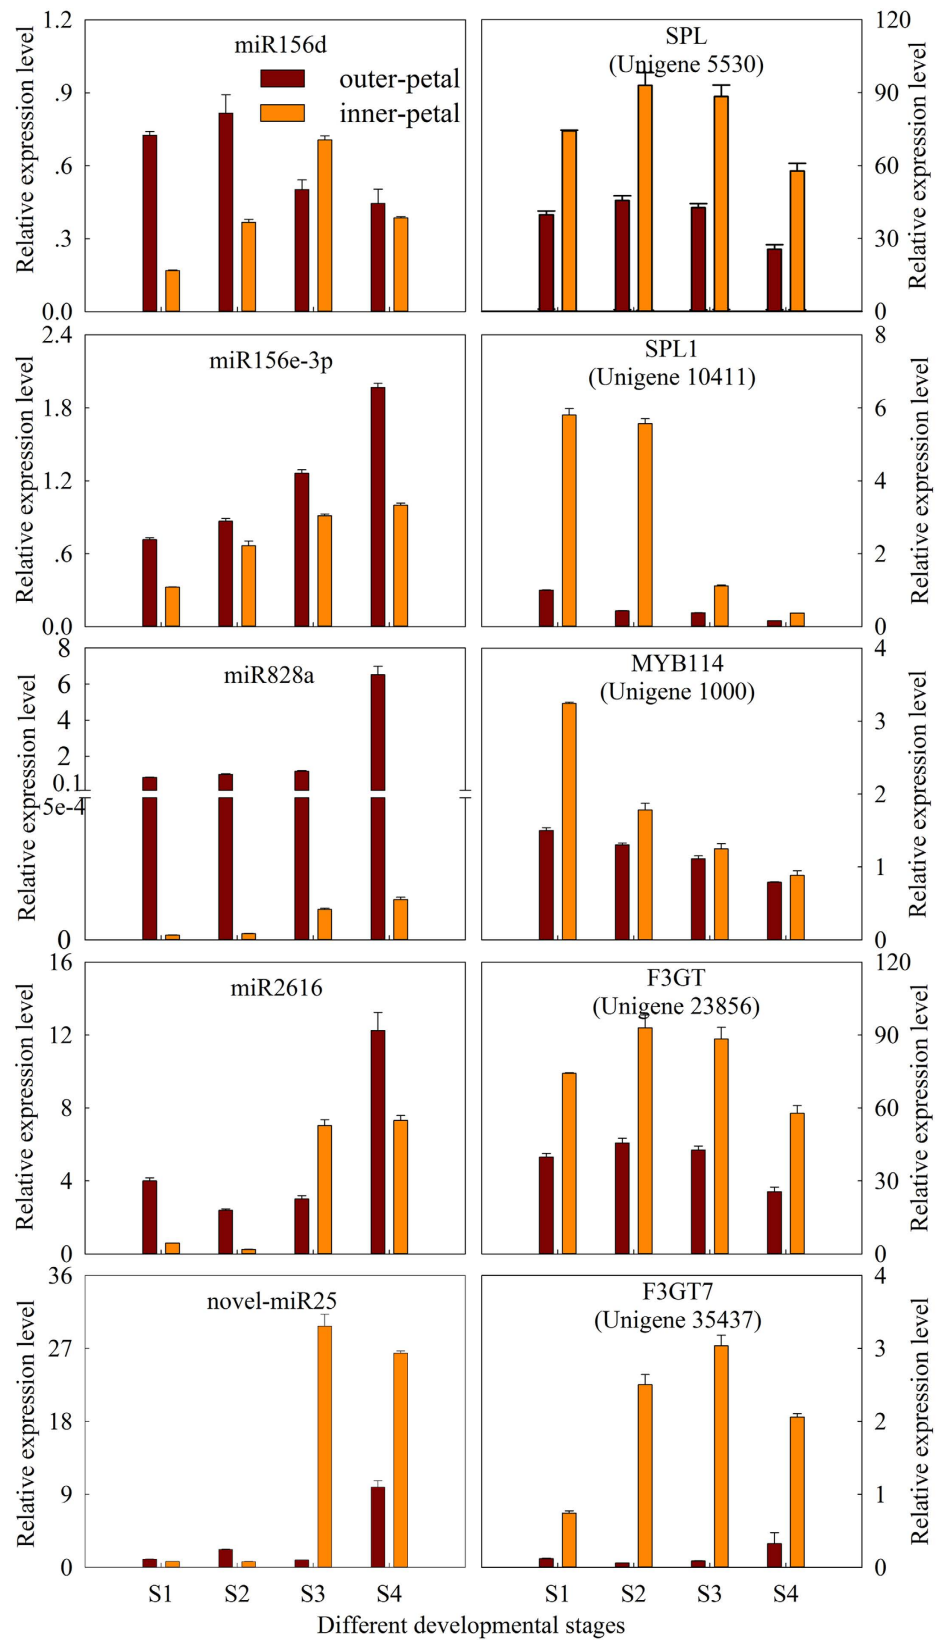 miR156d
outer-petal
inner-petal
Relative expression level
1.2
.9
.6
.3
0.0
SPL
(Unigene 5530)
120
90
60
30
0
Relative expression level
miR156e-3p
Relative expression level
2.4
1.8
1.2
.6
0.0
SPL1
(Unigene 10411)
8
6
4
2
0
Relative expression level
miR828a
Relative expression level
8
6
4
2
0.1
5e-4
0
MYB114
(Unigene 1000)
4
3
2
1
0
Relative expression level
miR2616
Relative expression level
16
12
8
4
0
F3GT
(Unigene 23856)
120
90
60
30
0
Relative expression level
novel-miR25
Relative expression level
36
27
18
9
0
F3GT7
(Unigene 35437)
4
3
2
1
0
Relative expression level
S1 S2 S3 S4 S1 S2 S3 S4
Different developmental stages